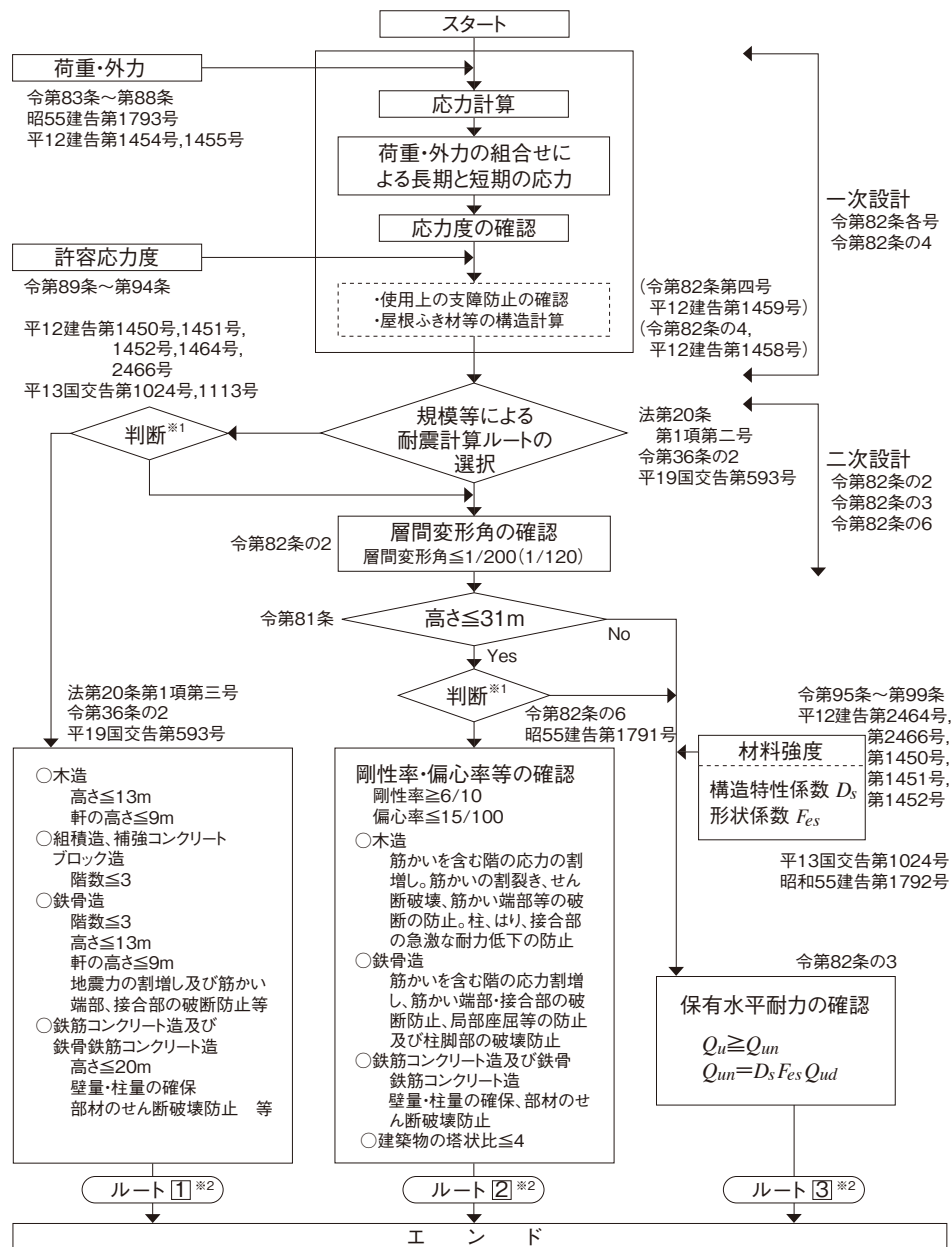 スタート
荷重・外力
令第83条～第88条
昭55建告第1793号
平12建告第1454号,1455号
応力計算
荷重・外力の組合せに
よる長期と短期の応力
応力度の確認
一次設計
令第82条各号
令第82条の4
許容応力度
令第89条～第94条
平12建告第1450号,1451号,
1452号,1464号,
2466号
平13国交告第1024号,1113号
・使用上の支障防止の確認
・屋根ふき材等の構造計算
(令第82条第四号
平12建告第1459号)
(令第82条の4,
平12建告第1458号)
判断※1
規模等による
耐震計算ルートの
選択
法第20条
第1項第二号
令第36条の2
平19国交告第593号
二次設計
令第82条の2
令第82条の3
令第82条の6
令第82条の2
層間変形角の確認
層間変形角≦1/200(1/120)
令第81条
高さ≦31m
No
Yes
判断※1
令第82条の6
昭55建告第1791号
法第20条第1項第三号
令第36条の2
平19国交告第593号
令第95条～第99条
平12建告第2464号,
第2466号,
第1450号,
第1451号,
第1452号
材料強度
構造特性係数 Ds
形状係数 Fes
平13国交告第1024号
昭和55建告第1792号
○木造
高さ≦13m
軒の高さ≦9m
○組積造、補強コンクリート
ブロック造
階数≦3
○鉄骨造
階数≦3
高さ≦13m
軒の高さ≦9m
地震力の割増し及び筋かい
端部、接合部の破断防止等
○鉄筋コンクリート造及び
鉄骨鉄筋コンクリート造
高さ≦20m
壁量・柱量の確保
部材のせん断破壊防止　等
剛性率・偏心率等の確認
剛性率≧6/10
偏心率≦15/100
○木造
筋かいを含む階の応力の割
増し。筋かいの割裂き、せん
断破壊、筋かい端部等の破
断の防止。柱、はり、接合部
の急激な耐力低下の防止
○鉄骨造
筋かいを含む階の応力割増
し、筋かい端部・接合部の破
断防止、局部座屈等の防止
及び柱脚部の破壊防止
○鉄筋コンクリート造及び鉄骨
鉄筋コンクリート造
壁量・柱量の確保、部材のせ
ん断破壊防止
○建築物の塔状比≦4
令第82条の3
保有水平耐力の確認
Qu≧Qun
Qun=DsFesQud
ルート1※2
ルート2※2
ルート3※2
エンド